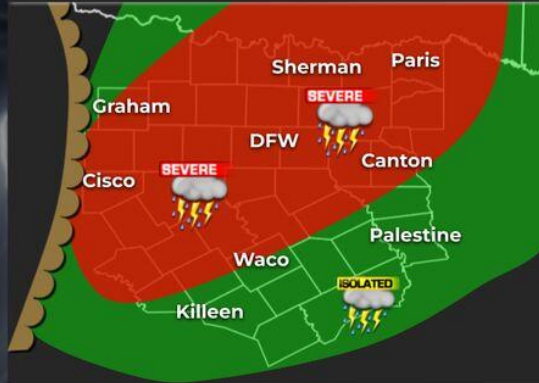 Sherman
Paris
SEVERE
Graham
DFW
Canton
SEVERE
Cisco
Palestine
Waco
ISOLATED
Killeen